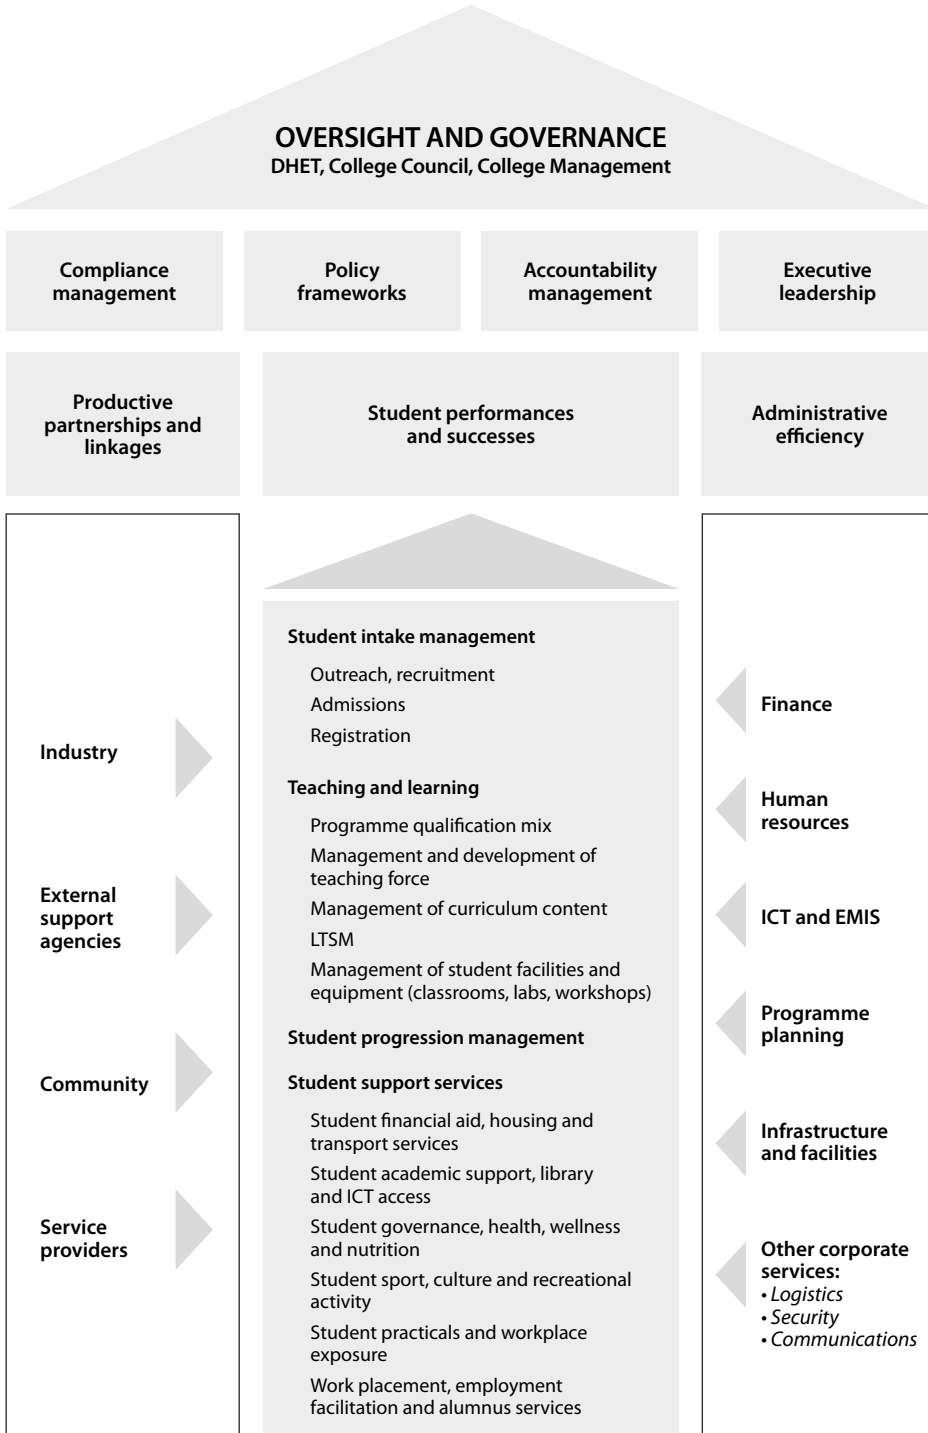 OVERSIGHT AND GOVERNANCE
DHET, College Council, College Management
Compliance
management
Policy
frameworks
Accountability
management
Executive
leadership
Productive
partnerships and
linkages
Student performances
and successes
Administrative
efficiency
Industry
External
support
agencies
Community
Service
providers
Student intake management
Outreach, recruitment
Admissions
Registration
Teaching and learning
Programme qualification mix
Management and development of
teaching force
Management of curriculum content
LTSM
Management of student facilities and
equipment (classrooms, labs, workshops)
Student progression management
Student support services
Student financial aid, housing and
transport services
Student academic support, library
and ICT access
Student governance, health, wellness
and nutrition
Student sport, culture and recreational
activity
Student practicals and workplace
exposure
Work placement, employment
facilitation and alumnus services
Finance
Human
resources
ICT and EMIS
Programme
planning
Infrastructure
and facilities
Other corporate
services:
• Logistics
• Security
• Communications